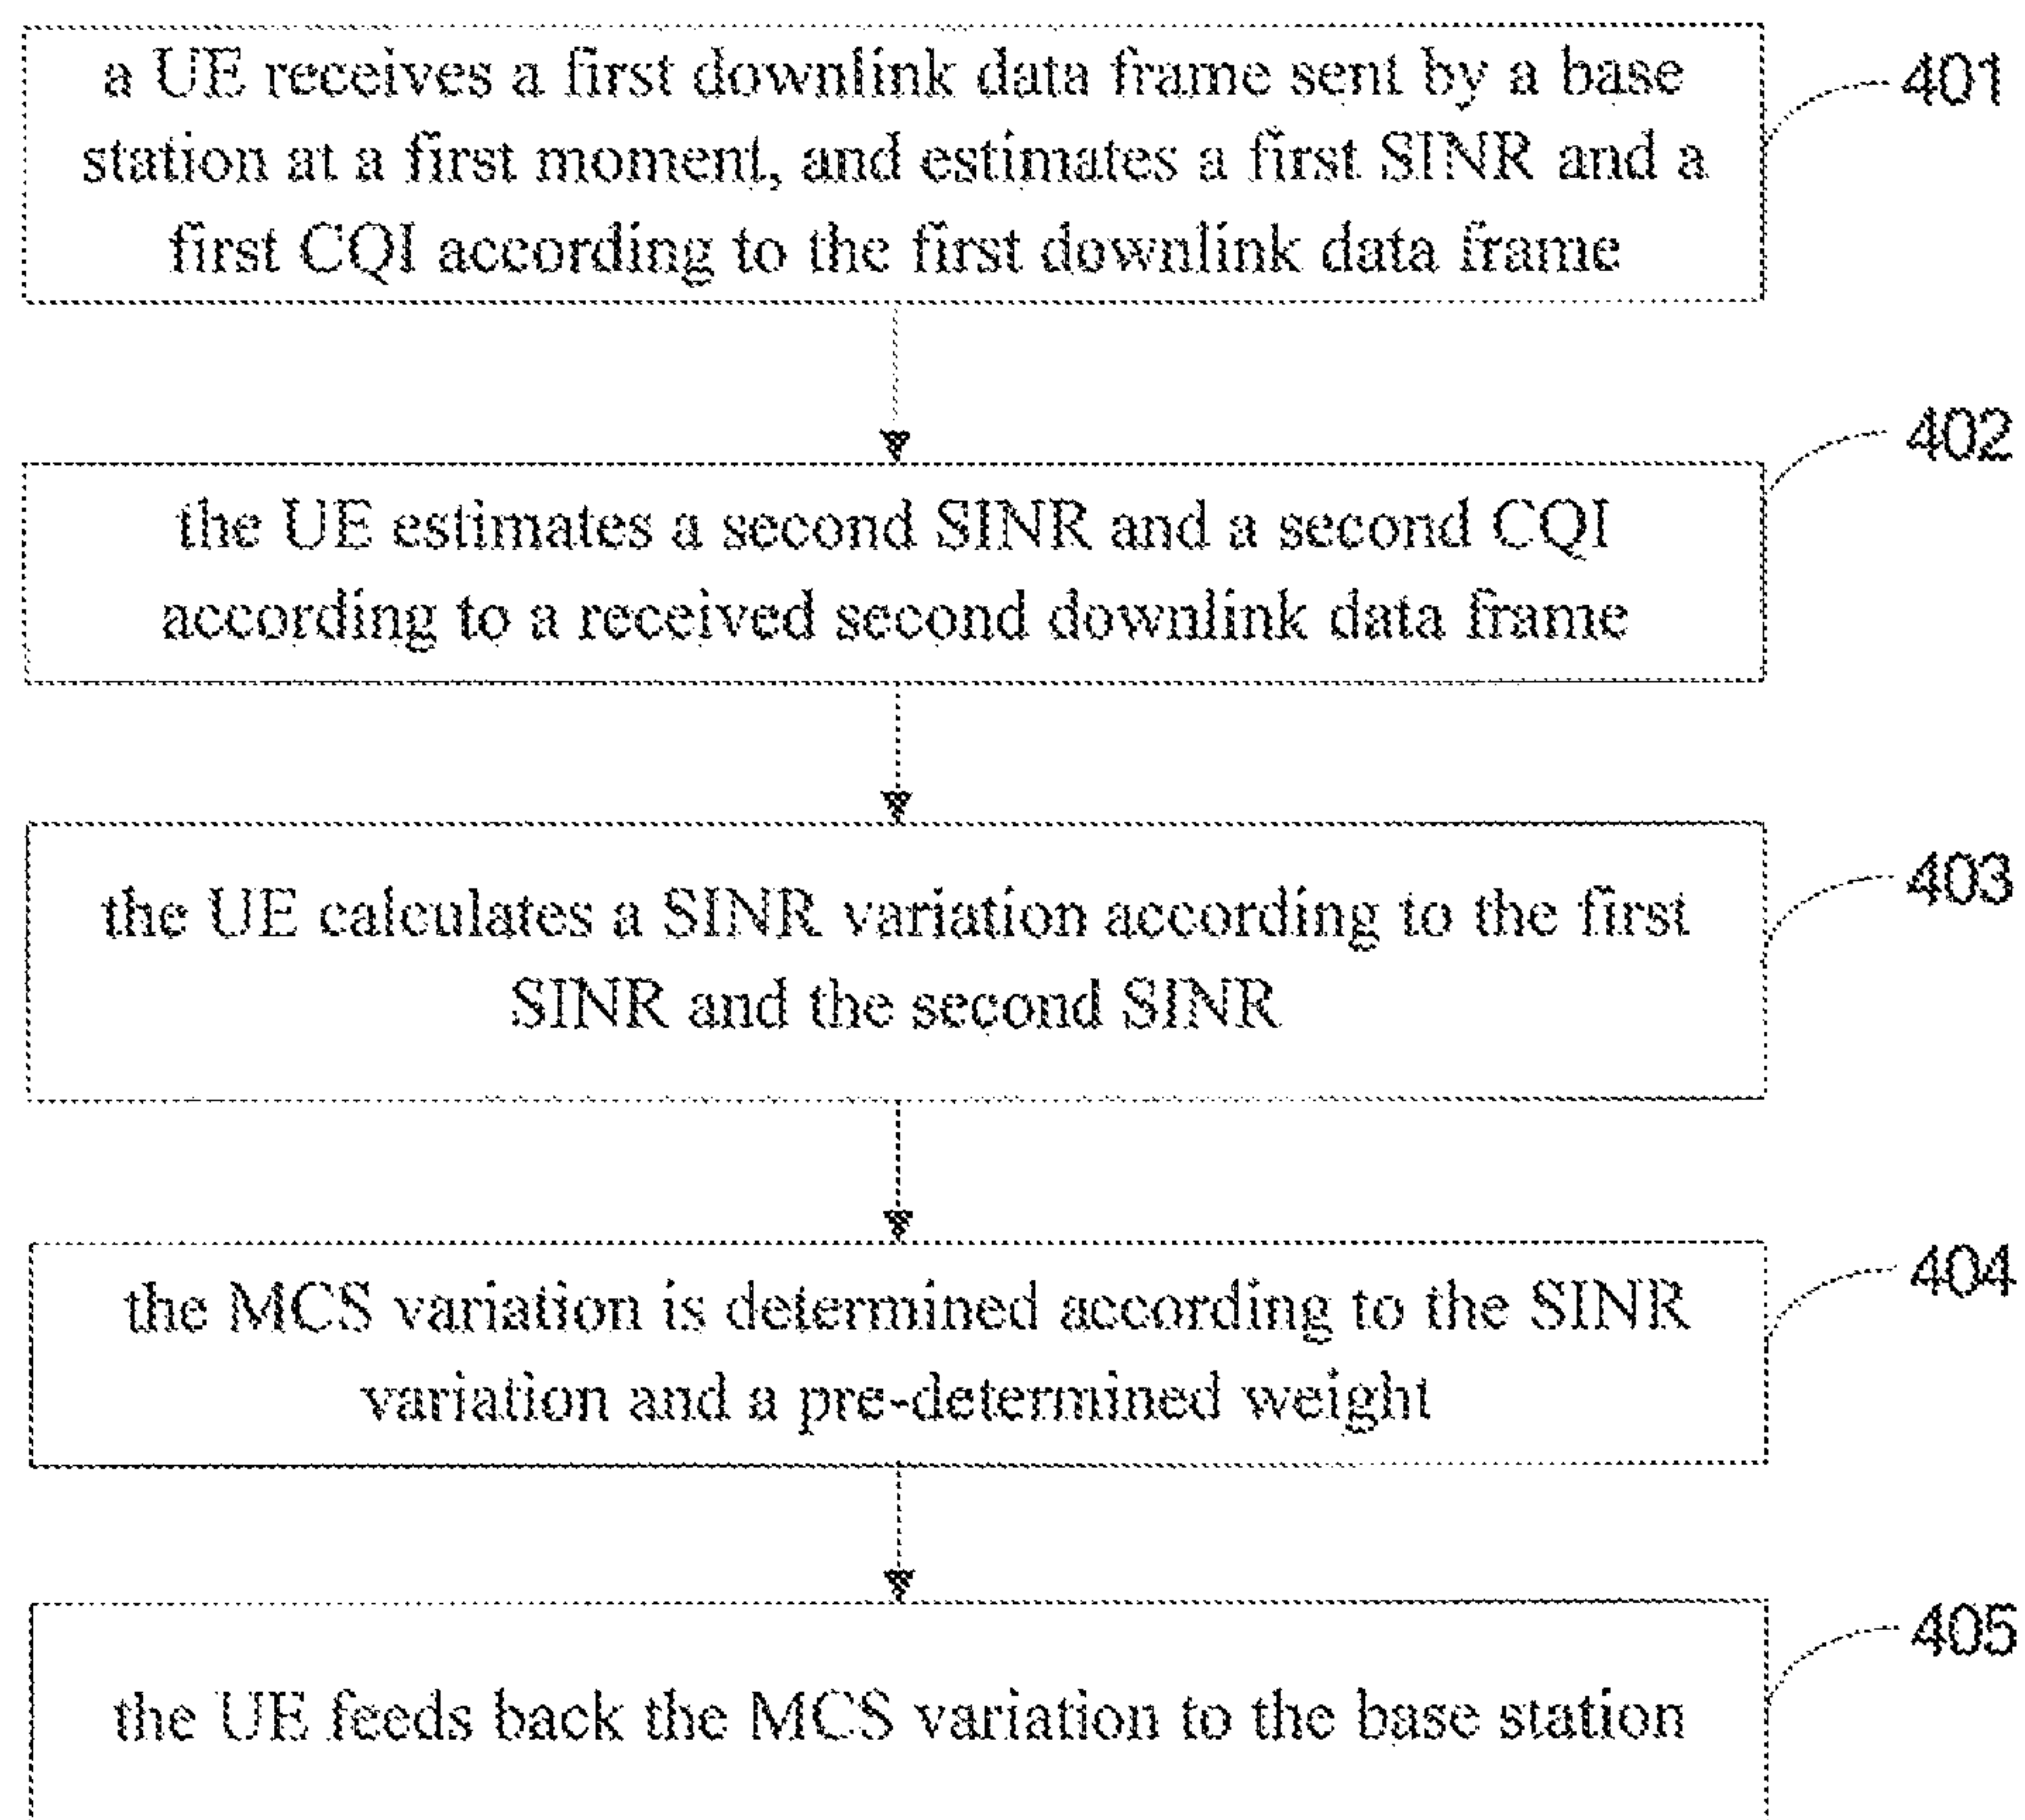 a UE receives a first downlink data frame sent by a base
station at a first moment, and estimates a first SINR and a
first CQI according to the first downlink data frame
401
the UE estimates a second SINR and a second CQI
according to a received second downlink data frame
402
the UE calculates a SINR variation according to the first
SINR and the second SINR
403
the MCS variation is determined according to the SINR
variation and a pre-determined weight
404
the UE feeds back the MCS variation to the base station
405